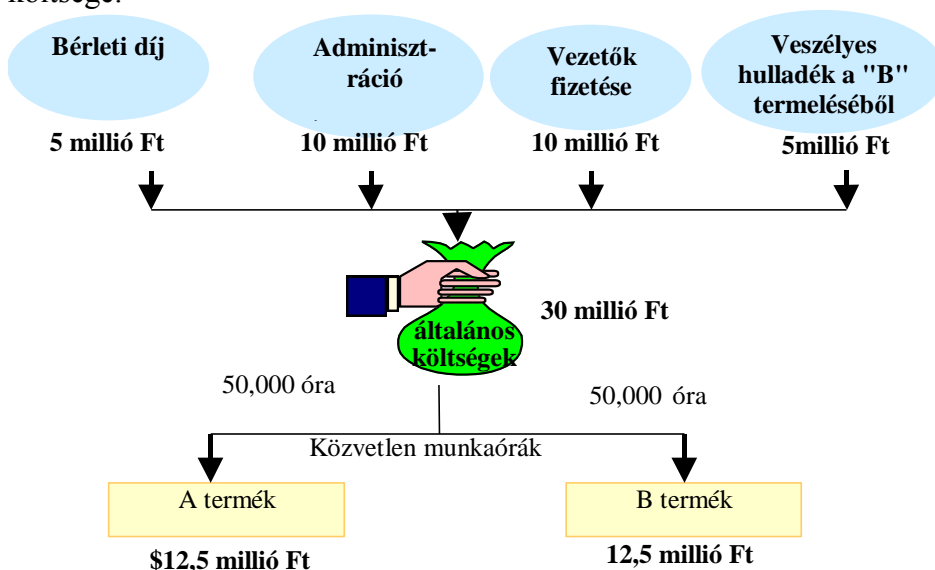 költsége.
Bérleti díj
Adminiszt-
ráció
Vezetők
fizetése
Veszélyes
hulladék a "B"
termeléséből
5 millió Ft
10 millió Ft
10 millió Ft
5millió Ft
30 millió Ft
általános
költségek
50,000 óra
50,000 óra
Közvetlen munkaórák
A termék
B termék
$12,5 millió Ft
12,5 millió Ft